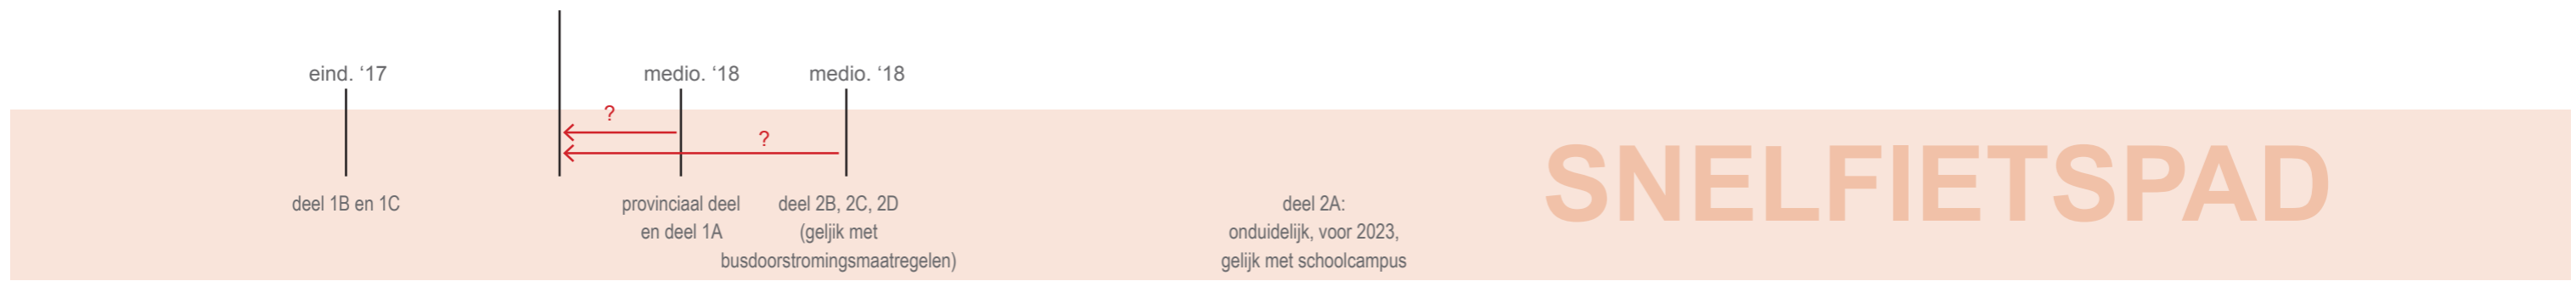 eind. ‘17
medio. ‘18
medio. ‘18
?
?
deel 1B en 1C
provinciaal deel
en deel 1A
deel 2B, 2C, 2D
(geljik met
busdoorstromingsmaatregelen)
deel 2A:
onduidelijk, voor 2023,
gelijk met schoolcampus
SNELFIETSPAD